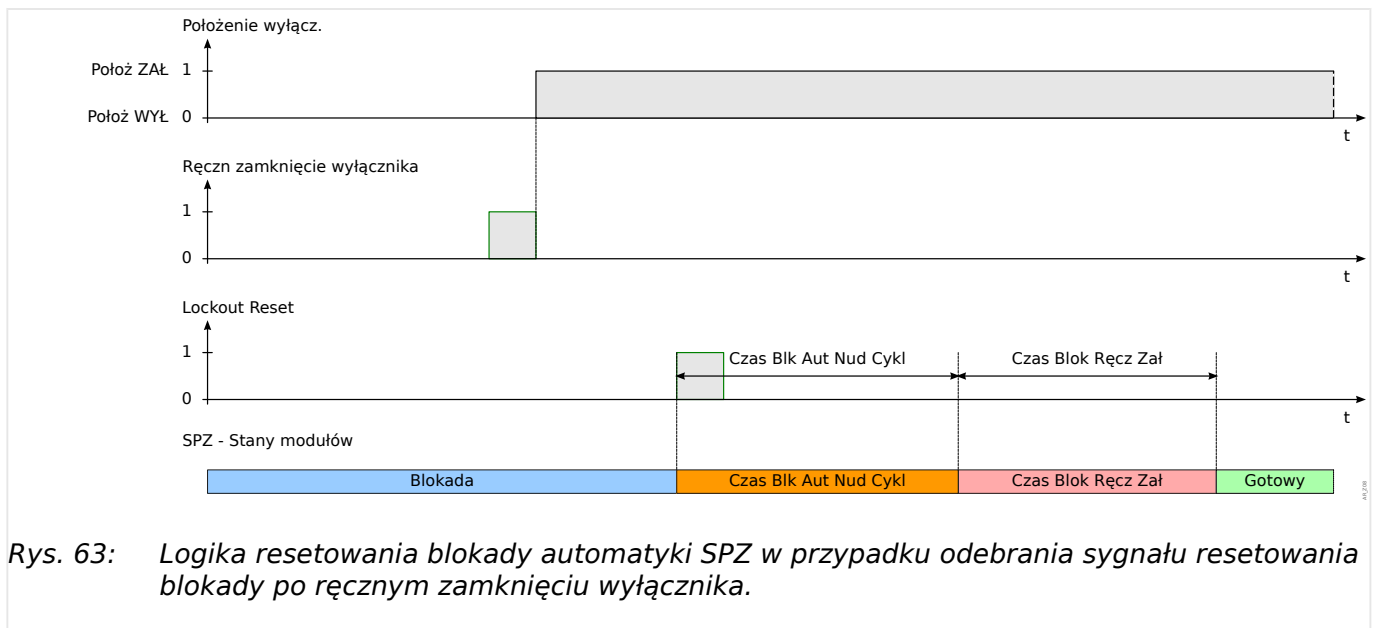 Położenie wyłącz.
Położ ZAŁ 1
Położ WYŁ 0
t
Ręczn zamknięcie wyłącznika
1
0
t
Lockout Reset
1 Czas Blk Aut Nud Cykl Czas Blok Ręcz Zał
0
t
SPZ - Stany modułów
Blokada Czas Blk Aut Nud Cykl Czas Blok Ręcz Zał Gotowy
Rys. 63: Logika resetowania blokady automatyki SPZ w przypadku odebrania sygnału resetowania
blokady po ręcznym zamknięciu wyłącznika.